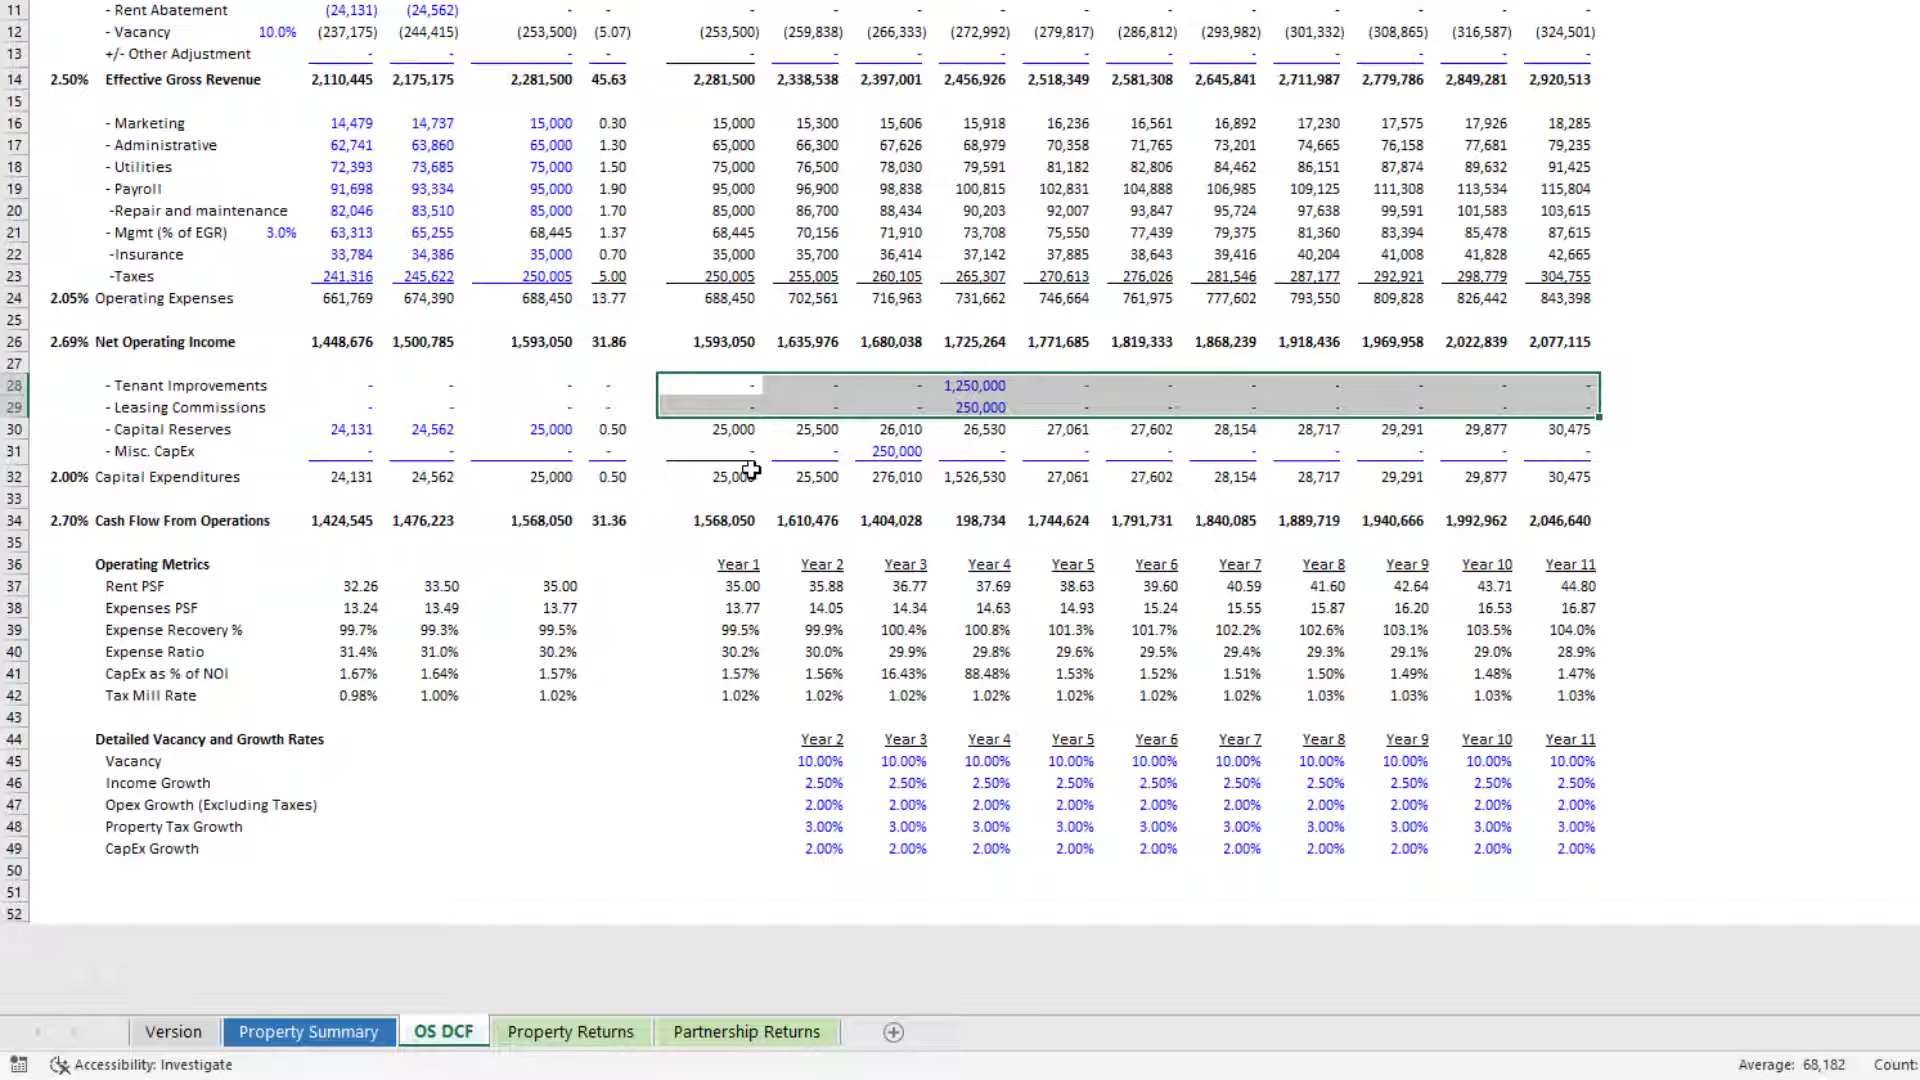 11 - Rent Abatement (24,131) (24,562) - - - - - - - - - - - - -
12 - Vacancy 10.0% (237,175) (244,415) (253,500) (5.07) (253,500) (259,838) (266,333) (272,992) (279,817) (286,812) (293,982) (301,332) (308,865) (316,587) (324,501)
13 +/- Other Adjustment - - - - - - - - - - - - - - -
14 2.50% Effective Gross Revenue 2,110,445 2,175,175 2,281,500 45.63 2,281,500 2,338,538 2,397,001 2,456,926 2,518,349 2,581,308 2,645,841 2,711,987 2,779,786 2,849,281 2,920,513
15
16 - Marketing 14,479 14,737 15,000 0.30 15,000 15,300 15,606 15,918 16,236 16,561 16,892 17,230 17,575 17,926 18,285
17 - Administrative 62,741 63,860 65,000 1.30 65,000 66,300 67,626 68,979 70,358 71,765 73,201 74,665 76,158 77,681 79,235
18 - Utilities 72,393 73,685 75,000 1.50 75,000 76,500 78,030 79,591 81,182 82,806 84,462 86,151 87,874 89,632 91,425
19 - Payroll 91,698 93,334 95,000 1.90 95,000 96,900 98,838 100,815 102,831 104,888 106,985 109,125 111,308 113,534 115,804
20 -Repair and maintenance 82,046 83,510 85,000 1.70 85,000 86,700 88,434 90,203 92,007 93,847 95,724 97,638 99,591 101,583 103,615
21 - Mgmt (% of EGR) 3.0% 63,313 65,255 68,445 1.37 68,445 70,156 71,910 73,708 75,550 77,439 79,375 81,360 83,394 85,478 87,615
22 -Insurance 33,784 34,386 35,000 0.70 35,000 35,700 36,414 37,142 37,885 38,643 39,416 40,204 41,008 41,828 42,665
23 -Taxes 241,316 245,622 250,005 5.00 250,005 255,005 260,105 265,307 270,613 276,026 281,546 287,177 292,921 298,779 304,755
24 2.05% Operating Expenses 661,769 674,390 688,450 13.77 688,450 702,561 716,963 731,662 746,664 761,975 777,602 793,550 809,828 826,442 843,398
25
26 2.69% Net Operating Income 1,448,676 1,500,785 1,593,050 31.86 1,593,050 1,635,976 1,680,038 1,725,264 1,771,685 1,819,333 1,868,239 1,918,436 1,969,958 2,022,839 2,077,115
27
28 - Tenant Improvements - - - - - - - 1,250,000 - - - - - - -
29 - Leasing Commissions - - - - - - - 250,000 - - - - - - -
30 - Capital Reserves 24,131 24,562 25,000 0.50 25,000 25,500 26,010 26,530 27,061 27,602 28,154 28,717 29,291 29,877 30,475
31 - Misc. CapEx - - - - - - 250,000 - - - - - - - -
32 2.00% Capital Expenditures 24,131 24,562 25,000 0.50 25,000 25,500 276,010 1,526,530 27,061 27,602 28,154 28,717 29,291 29,877 30,475
33
34 2.70% Cash Flow From Operations 1,424,545 1,476,223 1,568,050 31.36 1,568,050 1,610,476 1,404,028 198,734 1,744,624 1,791,731 1,840,085 1,889,719 1,940,666 1,992,962 2,046,640
35
36 Operating Metrics Year 1 Year 2 Year 3 Year 4 Year 5 Year 6 Year 7 Year 8 Year 9 Year 10 Year 11
37 Rent PSF 32.26 33.50 35.00 35.00 35.88 36.77 37.69 38.63 39.60 40.59 41.60 42.64 43.71 44.80
38 Expenses PSF 13.24 13.49 13.77 13.77 14.05 14.34 14.63 14.93 15.24 15.55 15.87 16.20 16.53 16.87
39 Expense Recovery % 99.7% 99.3% 99.5% 99.5% 99.9% 100.4% 100.8% 101.3% 101.7% 102.2% 102.6% 103.1% 103.5% 104.0%
40 Expense Ratio 31.4% 31.0% 30.2% 30.2% 30.0% 29.9% 29.8% 29.6% 29.5% 29.4% 29.3% 29.1% 29.0% 28.9%
41 CapEx as % of NOI 1.67% 1.64% 1.57% 1.57% 1.56% 16.43% 88.48% 1.53% 1.52% 1.51% 1.50% 1.49% 1.48% 1.47%
42 Tax Mill Rate 0.98% 1.00% 1.02% 1.02% 1.02% 1.02% 1.02% 1.02% 1.02% 1.02% 1.03% 1.03% 1.03% 1.03%
43
44 Detailed Vacancy and Growth Rates Year 2 Year 3 Year 4 Year 5 Year 6 Year 7 Year 8 Year 9 Year 10 Year 11
45 Vacancy 10.00% 10.00% 10.00% 10.00% 10.00% 10.00% 10.00% 10.00% 10.00% 10.00%
46 Income Growth 2.50% 2.50% 2.50% 2.50% 2.50% 2.50% 2.50% 2.50% 2.50% 2.50%
47 Opex Growth (Excluding Taxes) 2.00% 2.00% 2.00% 2.00% 2.00% 2.00% 2.00% 2.00% 2.00% 2.00%
48 Property Tax Growth 3.00% 3.00% 3.00% 3.00% 3.00% 3.00% 3.00% 3.00% 3.00% 3.00%
49 CapEx Growth 2.00% 2.00% 2.00% 2.00% 2.00% 2.00% 2.00% 2.00% 2.00% 2.00%
50
51
52
Version Property Summary OS DCF Property Returns Partnership Returns
Accessibility: Investigate Average: 68,182 Count: